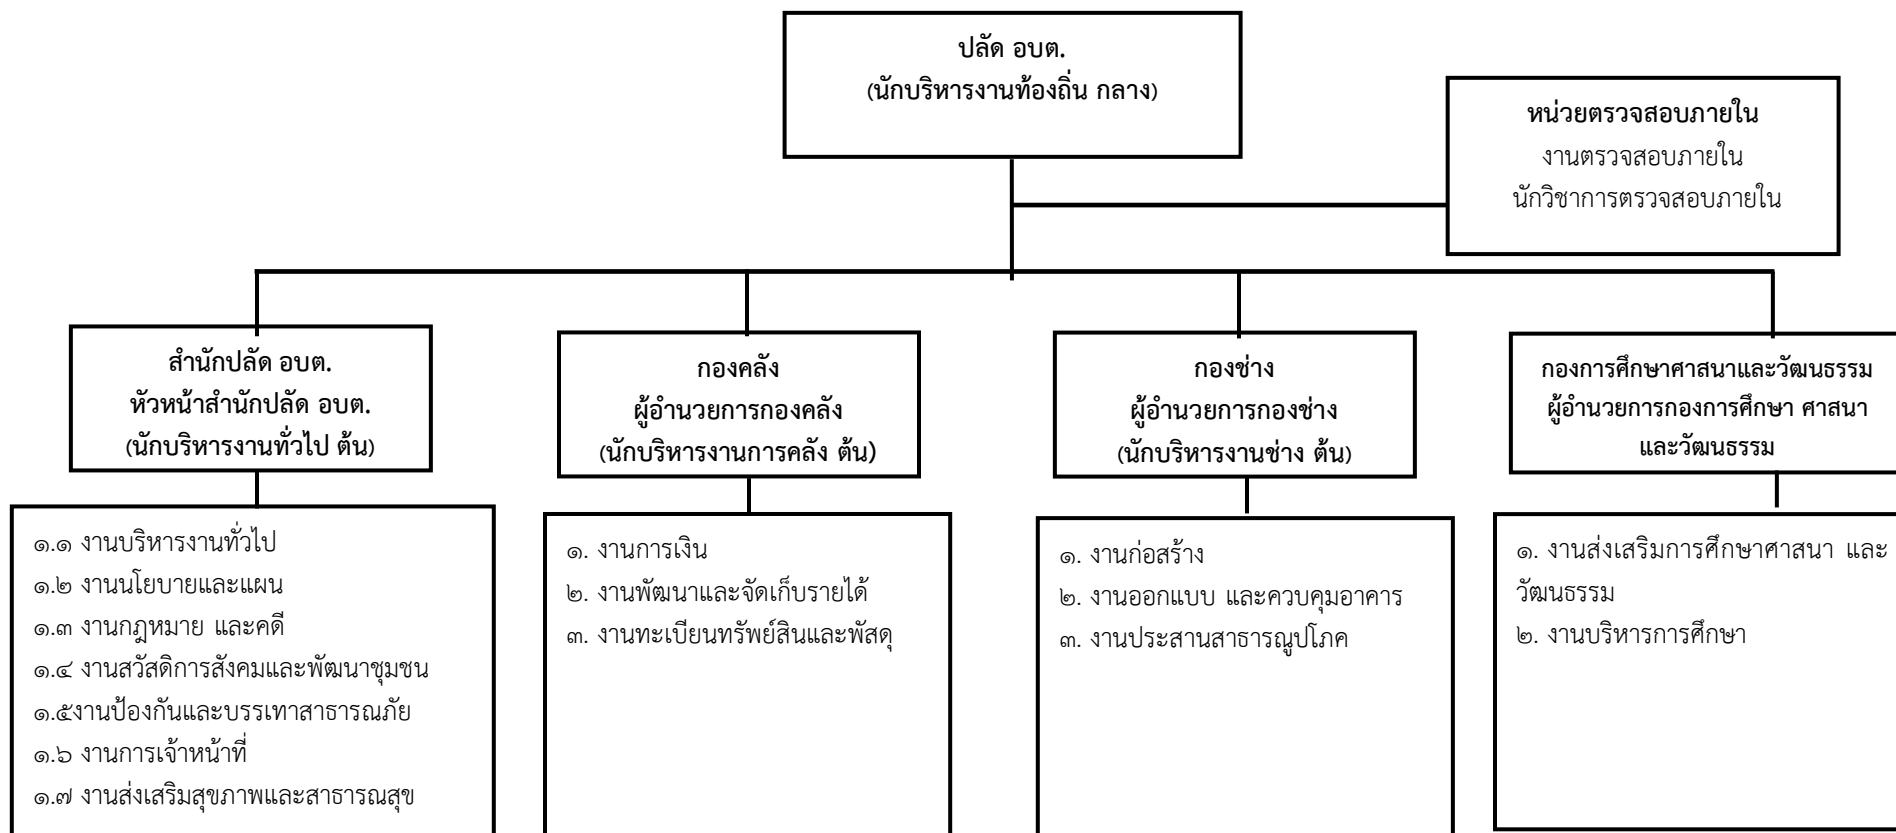 ปลัด อบต.
(นักบริหารงานท้องถิ่น กลาง)
หน่วยตรวจสอบภายใน
งานตรวจสอบภายใน
นักวิชาการตรวจสอบภายใน
สำนักปลัด อบต.
หัวหน้าสำนักปลัด อบต.
(นักบริหารงานทั่วไป ต้น)
กองคลัง
ผู้อำนวยการกองคลัง
(นักบริหารงานการคลัง ต้น)
กองช่าง
ผู้อำนวยการกองช่าง
(นักบริหารงานช่าง ต้น)
กองการศึกษาศาสนาและวัฒนธรรม
ผู้อำนวยการกองการศึกษา ศาสนา
และวัฒนธรรม
๑.๑ งานบริหารงานทั่วไป
๑.๒ งานนโยบายและแผน
๑.๓ งานกฎหมาย และคดี
๑.๔ งานสวัสดิการสังคมและพัฒนาชุมชน
๑.๕งานป้องกันและบรรเทาสาธารณภัย
๑.๖ งานการเจ้าหน้าที่
๑.๗ งานส่งเสริมสุขภาพและสาธารณสุข
๑. งานการเงิน
๒. งานพัฒนาและจัดเก็บรายได้
๓. งานทะเบียนทรัพย์สินและพัสดุ
๑. งานก่อสร้าง
๒. งานออกแบบ และควบคุมอาคาร
๓. งานประสานสาธารณูปโภค
๑. งานส่งเสริมการศึกษาศาสนา และ
วัฒนธรรม
๒. งานบริหารการศึกษา